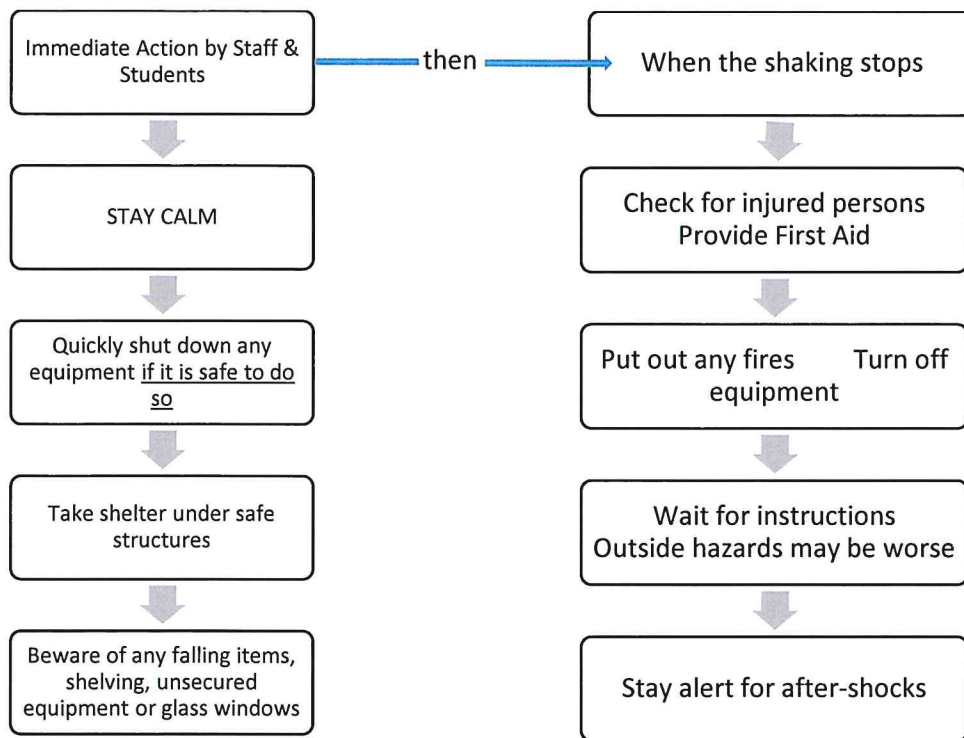 Immediate Action by Staff &
Students
then
When the shaking stops
STAY CALM
Quickly shut down any
equipment if it is safe to do
so
Take shelter under safe
structures
Beware of any falling items,
shelving, unsecured
equipment or glass windows
Check for injured persons
Provide First Aid
Put out any fires Turn off
equipment
Wait for instructions
Outside hazards may be worse
Stay alert for after-shocks